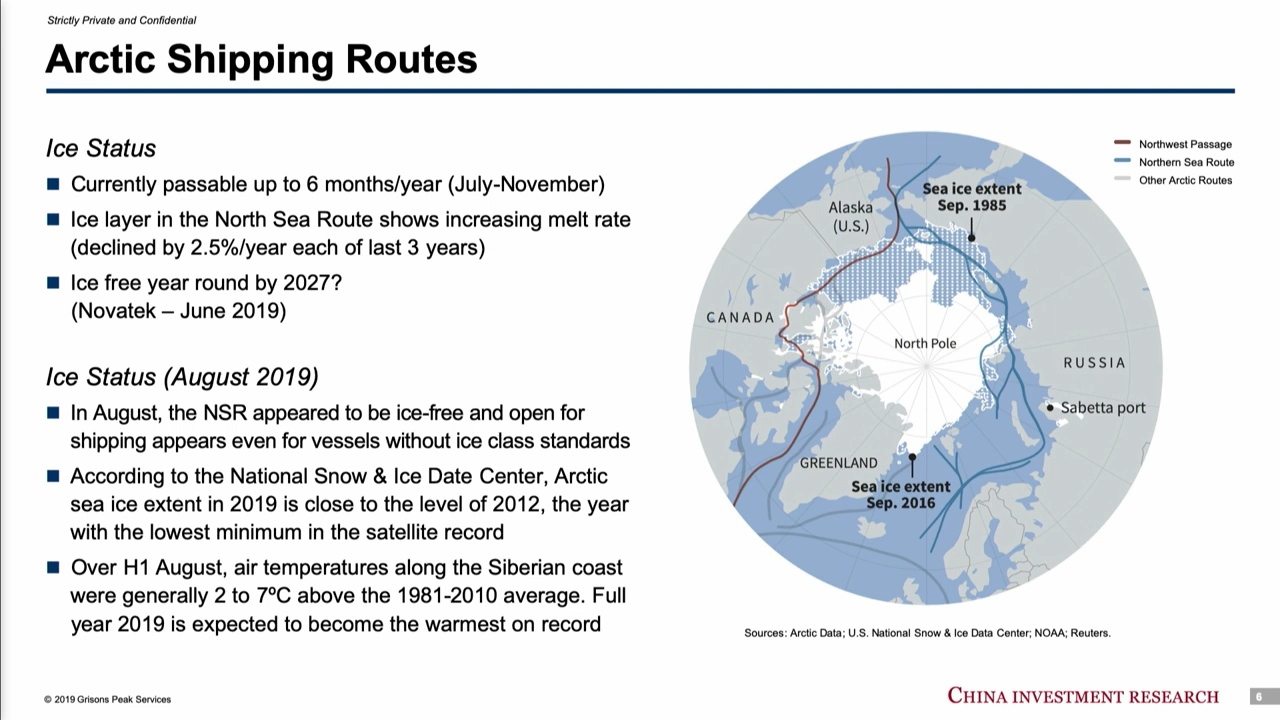 Strictly Private and Confidential
Arctic Shipping Routes
Ice Status
Currently passable up to 6 months/year (July-November)
Ice layer in the North Sea Route shows increasing melt rate
(declined by 2.5%/year each of last 3 years)
Ice free year round by 2027?
(Novatek – June 2019)
Ice Status (August 2019)
In August, the NSR appeared to be ice-free and open for
shipping appears even for vessels without ice class standards
According to the National Snow & Ice Date Center, Arctic
sea ice extent in 2019 is close to the level of 2012, the year
with the lowest minimum in the satellite record
Over H1 August, air temperatures along the Siberian coast
were generally 2 to 7ºC above the 1981-2010 average. Full
year 2019 is expected to become the warmest on record
Northwest Passage
Northern Sea Route
Other Arctic Routes
Sea ice extent
Sep. 1985
Alaska
(U.S.)
CANADA
North Pole
RUSSIA
Sabetta port
GREENLAND
Sea ice extent
Sep. 2016
Sources: Arctic Data; U.S. National Snow & Ice Data Center; NOAA; Reuters.
© 2019 Grisons Peak Services
CHINA INVESTMENT RESEARCH
6